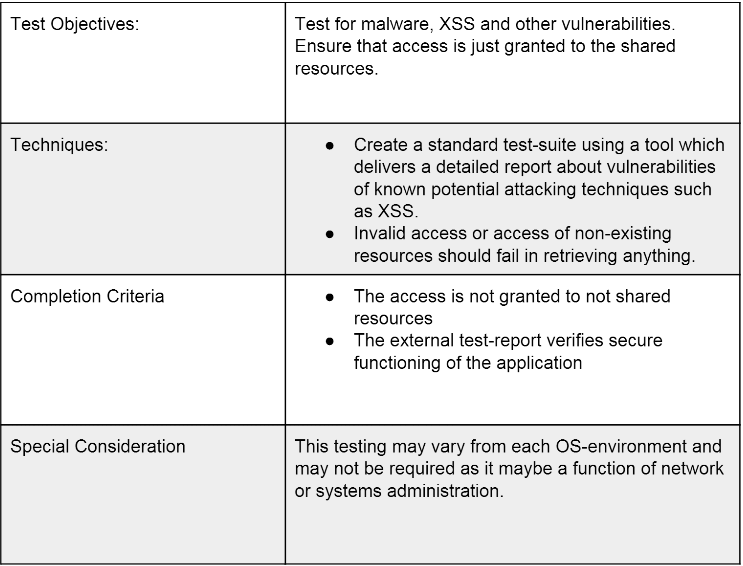 Test Objectives:
Test for malware, XSS and other vulnerabilities.
Ensure that access is just granted to the shared
resources.
Techniques:
● Create a standard test-suite using a tool which
delivers a detailed report about vulnerabilities
of known potential attacking techniques such
as XSS.
● Invalid access or access of non-existing
resources should fail in retrieving anything.
Completion Criteria
● The access is not granted to not shared
resources
● The external test-report verifies secure
functioning of the application
Special Consideration
This testing may vary from each OS-environment and
may not be required as it maybe a function of network
or systems administration.